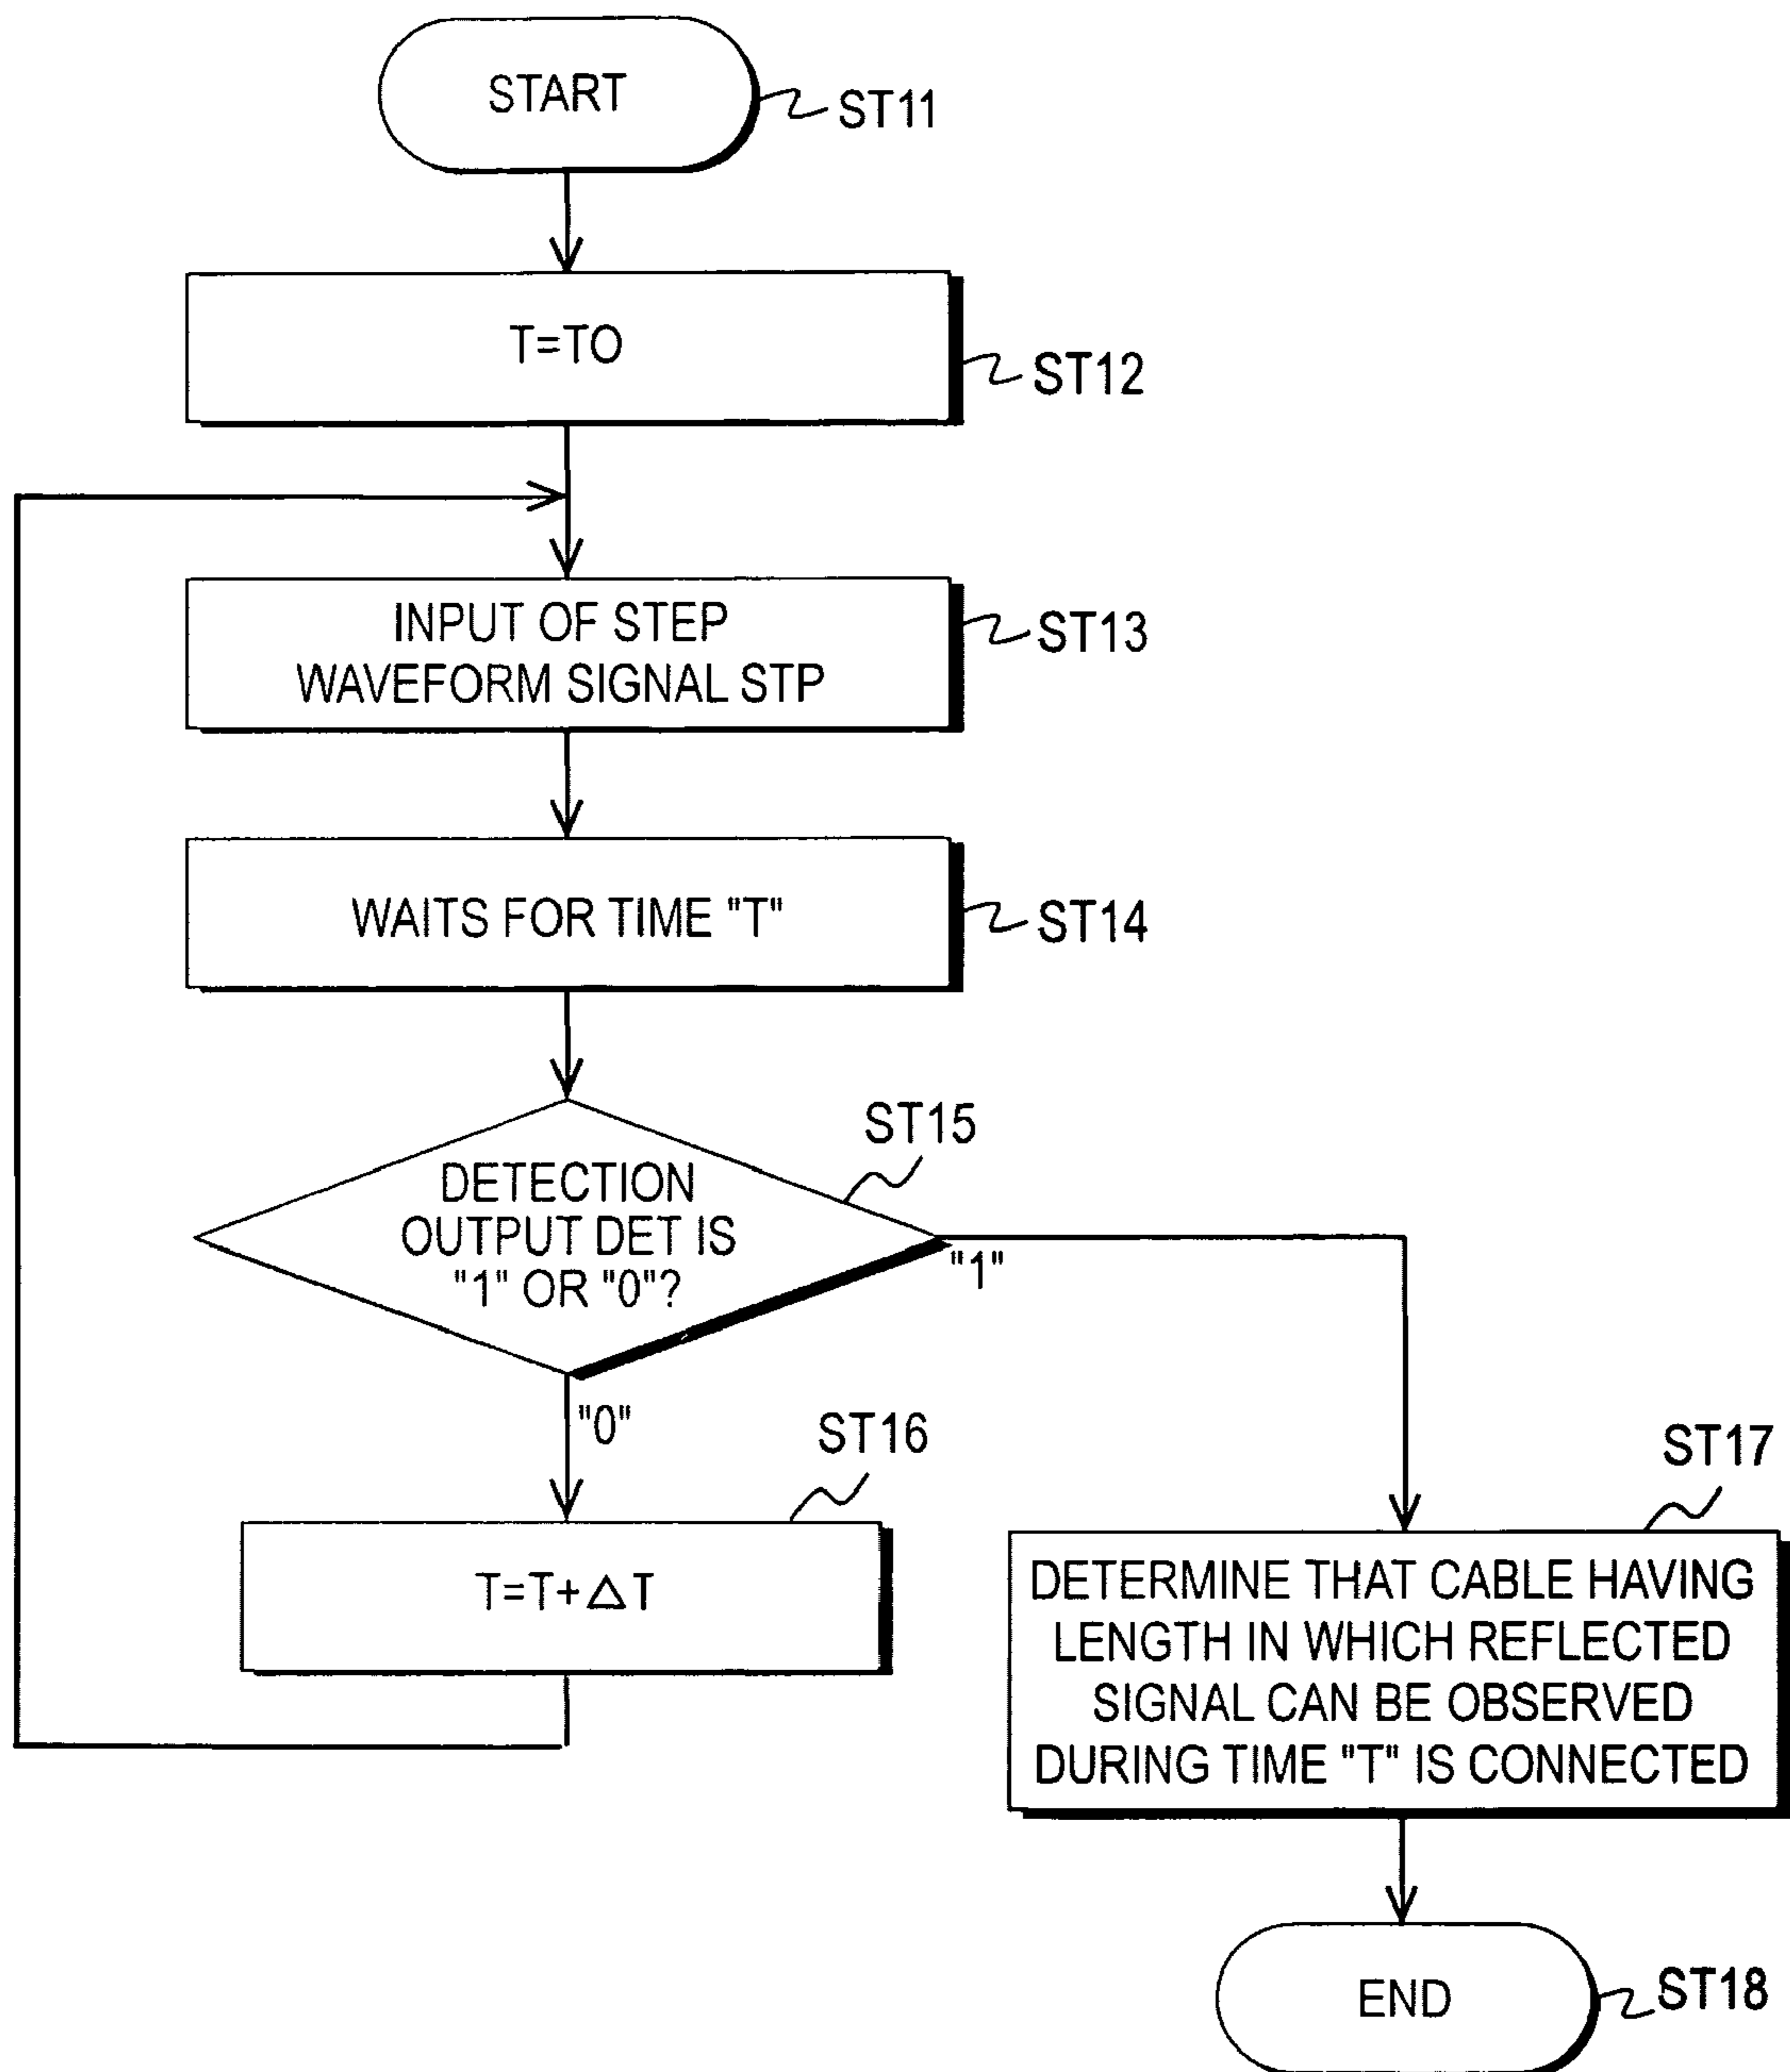 START
ST11
T=TO
ST12
INPUT OF STEP
WAVEFORM SIGNAL STP
ST13
WAITS FOR TIME "T"
ST14
ST15
DETECTION
OUTPUT DET IS
"1" OR "0"?
"1"
"0"
ST16
T=T+△T
ST17
DETERMINE THAT CABLE HAVING
LENGTH IN WHICH REFLECTED
SIGNAL CAN BE OBSERVED
DURING TIME "T" IS CONNECTED
END
ST18